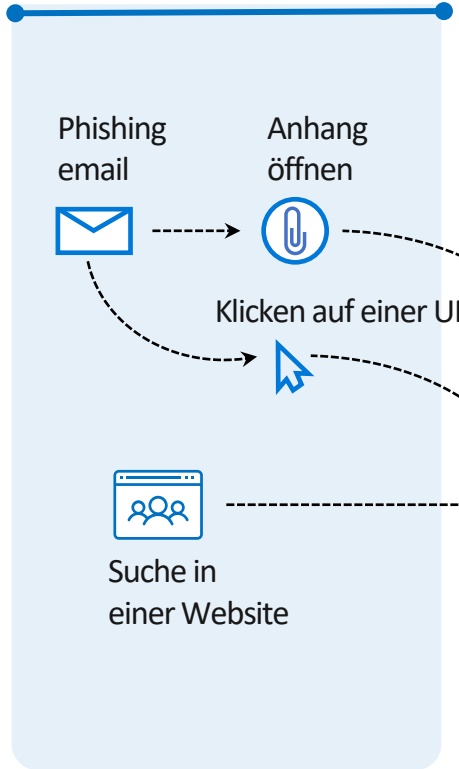 Phishing
email
Anhang
öffnen
Klicken auf einer
Suche in
einer Website